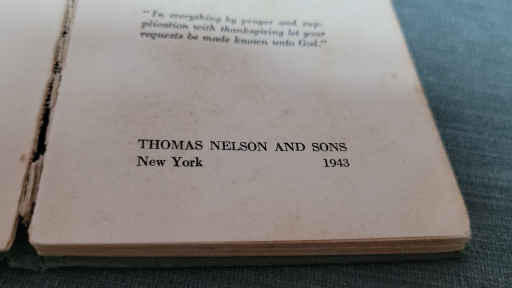 "In everything by prayer and sup-
plication with thanksgiving let your
requests be made known unto God."
THOMAS NELSON AND SONS
New York 1943